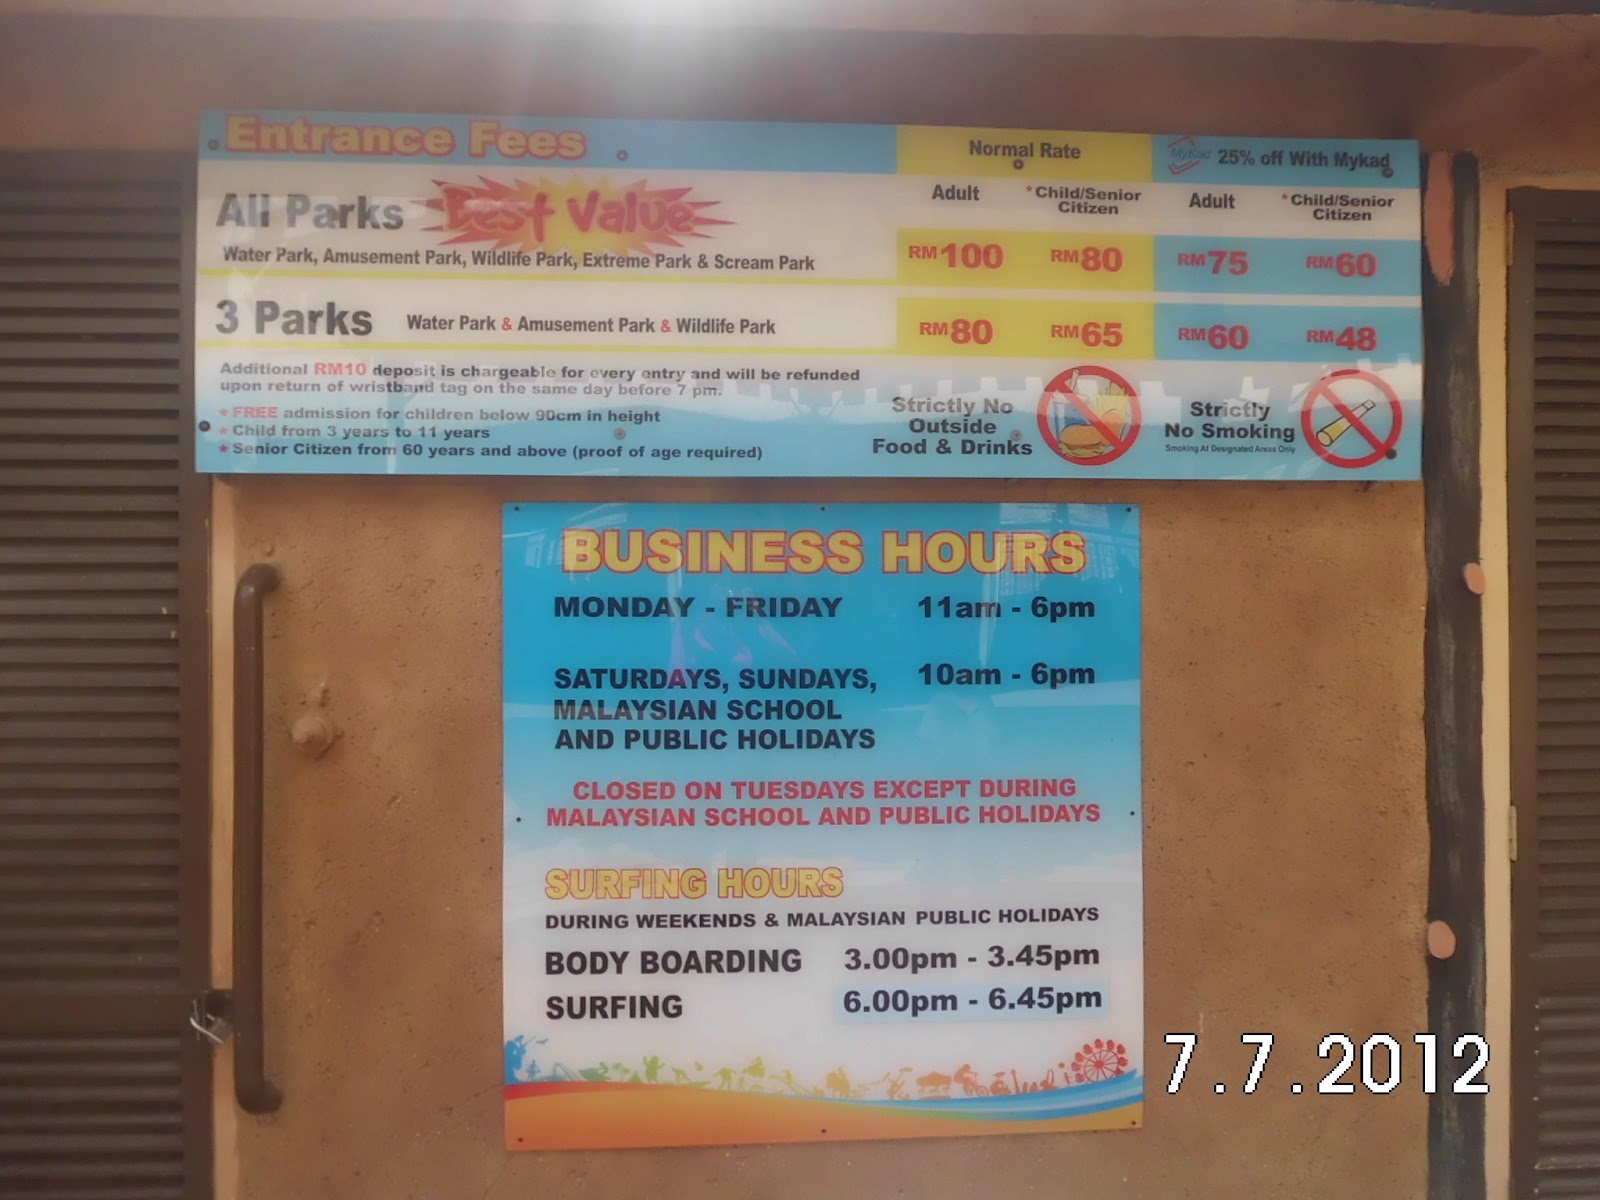 Entrance Fees
Normal Rate
MyKad 25% off With Mykad
Adult *Child/Senior Citizen Adult *Child/Senior Citizen
All Parks Best Value
Water Park, Amusement Park, Wildlife Park, Extreme Park & Scream Park
RM100 RM80 RM75 RM60
3 Parks Water Park & Amusement Park & Wildlife Park
RM80 RM65 RM60 RM48
Additional RM10 deposit is chargeable for every entry and will be refunded
upon return of wristband tag on the same day before 7 pm.
* FREE admission for children below 90cm in height
* Child from 3 years to 11 years
* Senior Citizen from 60 years and above (proof of age required)
Strictly No
Outside
Food & Drinks
Strictly
No Smoking
Smoking At Designated Areas Only
BUSINESS HOURS
MONDAY - FRIDAY 11am - 6pm
SATURDAYS, SUNDAYS, 10am - 6pm
MALAYSIAN SCHOOL
AND PUBLIC HOLIDAYS
CLOSED ON TUESDAYS EXCEPT DURING
MALAYSIAN SCHOOL AND PUBLIC HOLIDAYS
SURFING HOURS
DURING WEEKENDS & MALAYSIAN PUBLIC HOLIDAYS
BODY BOARDING 3.00pm - 3.45pm
SURFING 6.00pm - 6.45pm
7.7.2012